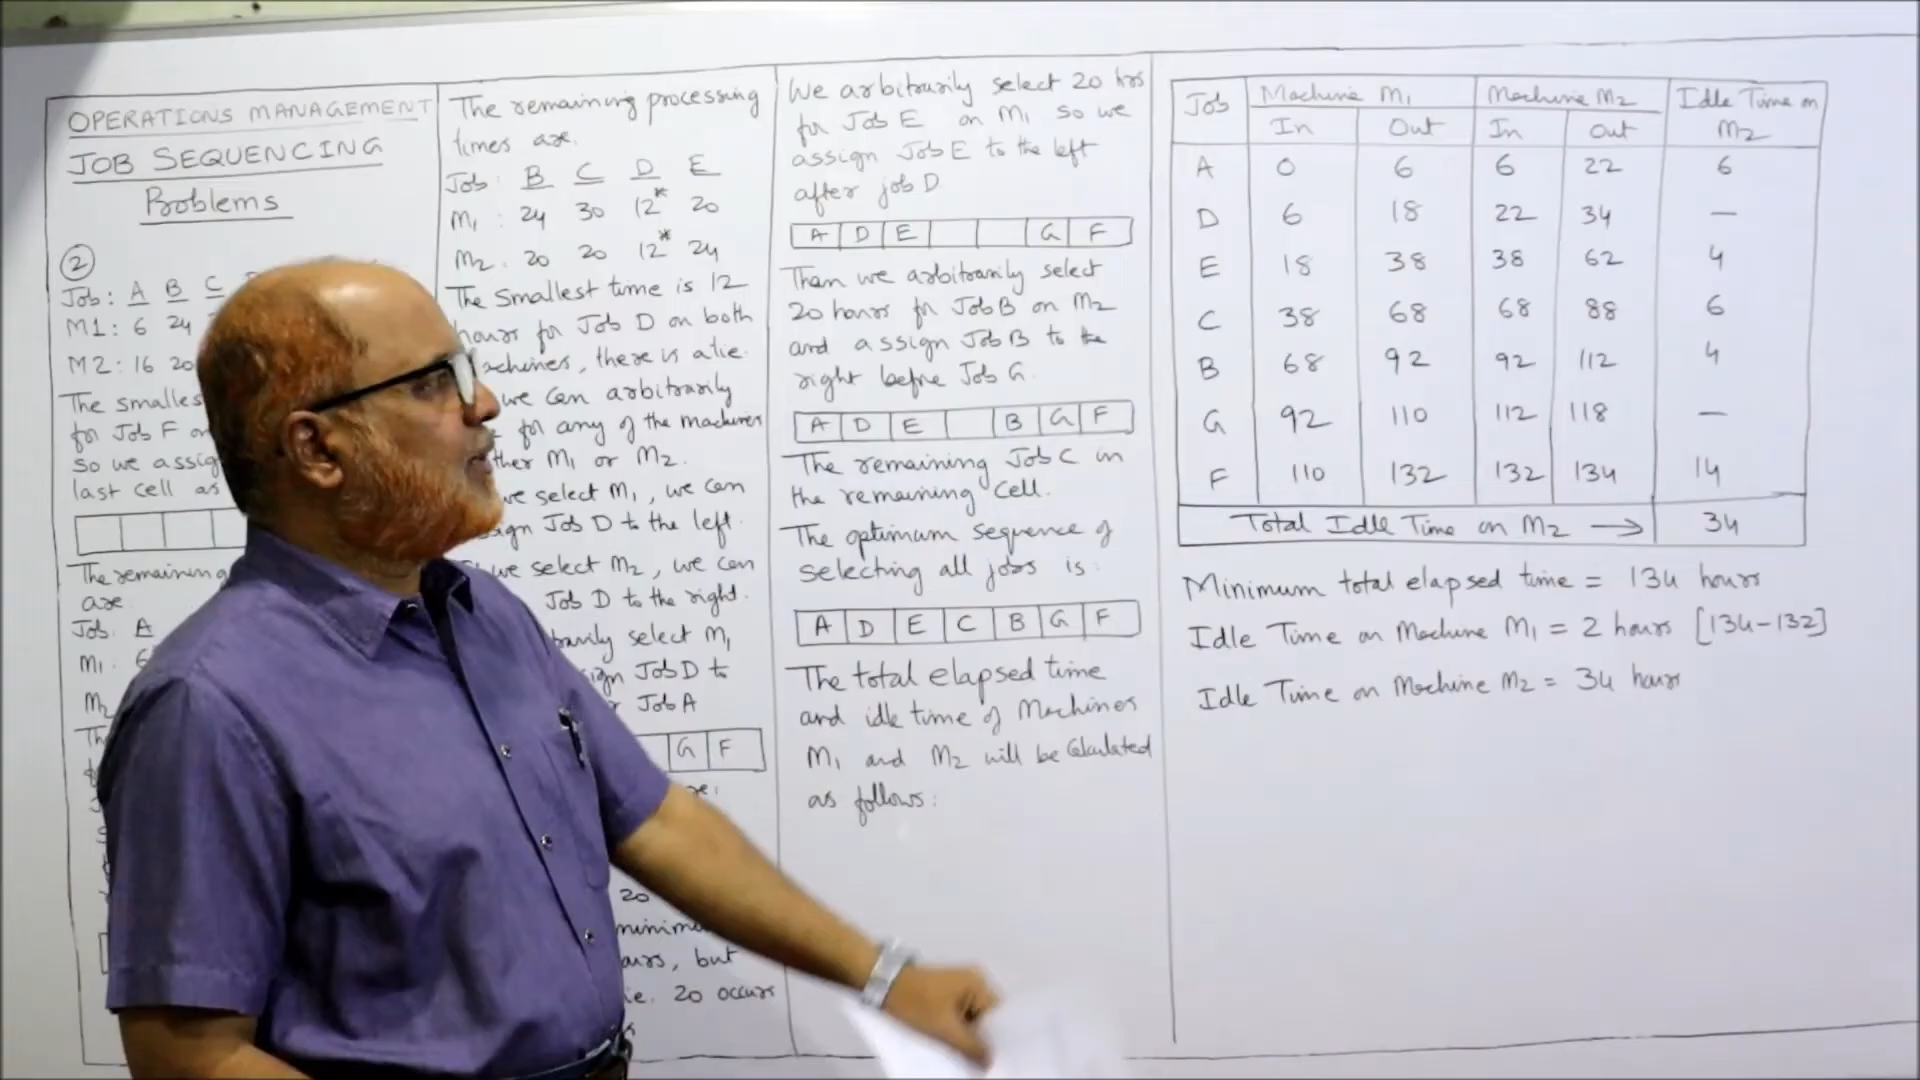 OPERATIONS MANAGEMENT
JOB SEQUENCING
Problems
2
Job: A B C
M1: 6 24
M2: 16 20
The
for Job F
so we
last cell as
The remaining
are
Job. A
M1
M2
The remaining processing
times are.
Job: B C D E
M1: 24 30 12* 20
M2: 20 20 12* 24
The smallest time is 12
hours for Job D on both
there is a tie.
we can arbitrarily
for any of the machines
M1 or M2.
we select M1, we can
Job D to the left.
we select M2, we can
Job D to the right.
select M1
Job D to
Job A
G F
20
but
ie. 20 occurs
We arbitrarily select 20 hrs
for Job E on M1 so we
assign Job E to the left
after job D
A D E G F
Then we arbitrarily select
20 hours for Job B on M2
and assign Job B to the
right before Job G.
A D E B G F
The remaining Job C in
the remaining cell.
The optimum sequence of
selecting all jobs is:
A D E C B G F
The total elapsed time
and idle time of Machines
M1 and M2 will be Calculated
as follows:
Job Machine M1 Machine M2 Idle Time on M2
In Out In Out
A 0 6 6 22 6
D 6 18 22 34 —
E 18 38 38 62 4
C 38 68 68 88 6
B 68 92 92 112 4
G 92 110 112 118 —
F 110 132 132 134 14
Total Idle Time on M2 → 34
Minimum total elapsed time = 134 hours
Idle Time on Machine M1 = 2 hours [134-132]
Idle Time on Machine M2 = 34 hours